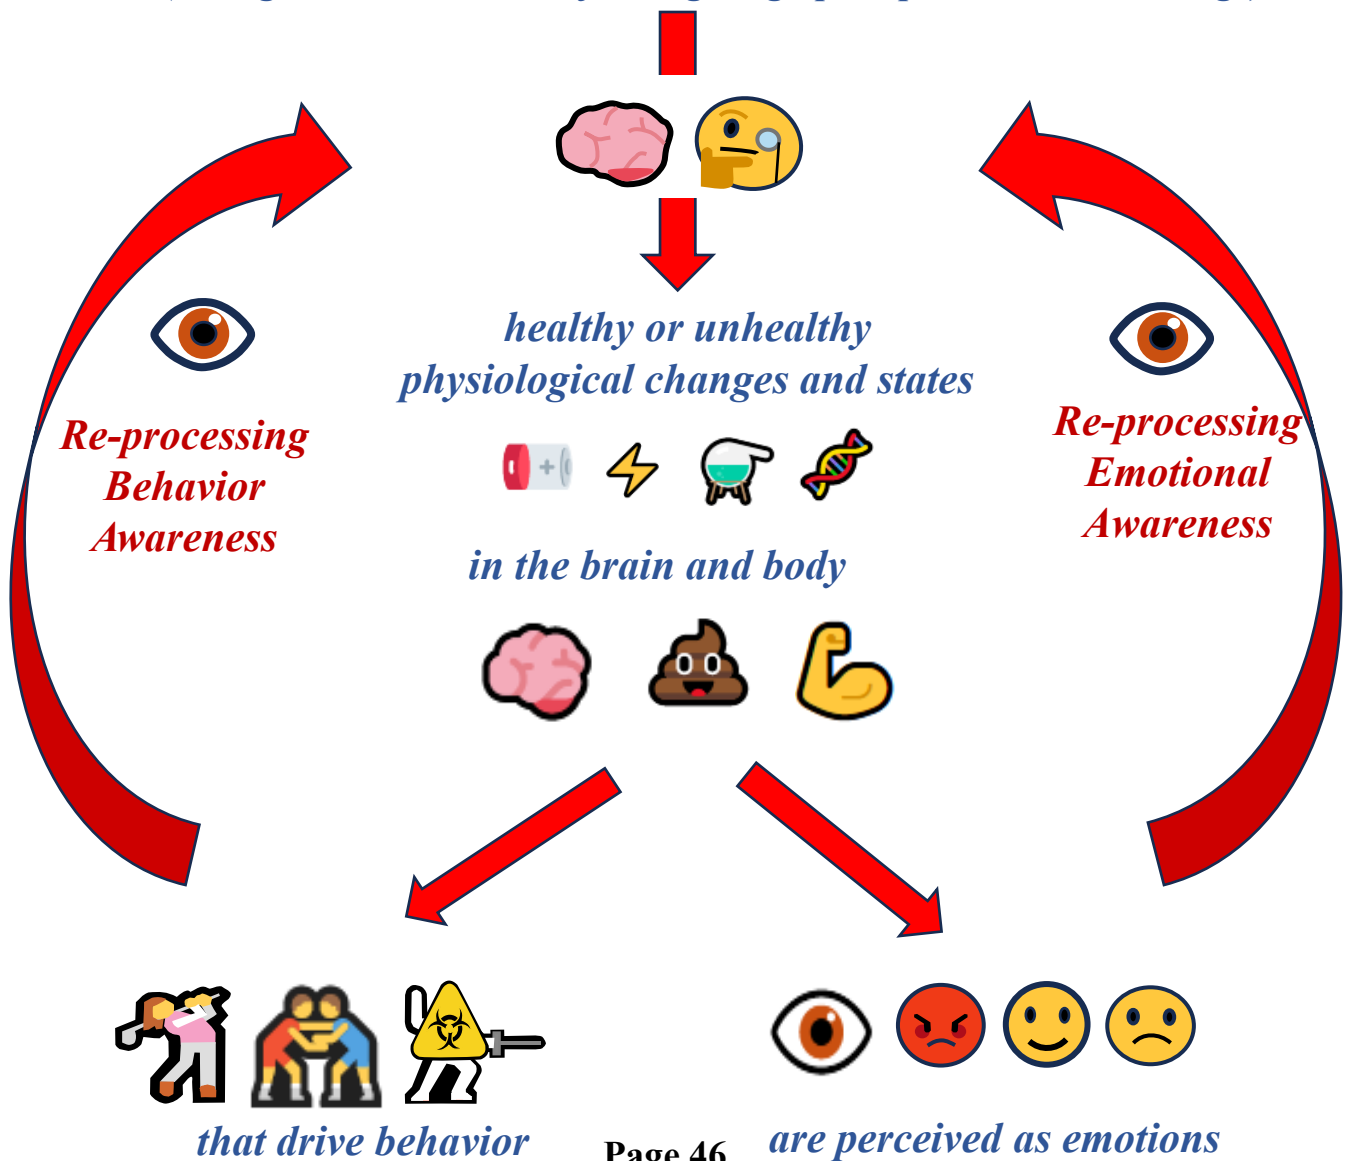 healthy or unhealthy
physiological changes and states
Re-processing
Behavior
Awareness
Re-processing
Emotional
Awareness
in the brain and body
that drive behavior
are perceived as emotions
Page 46